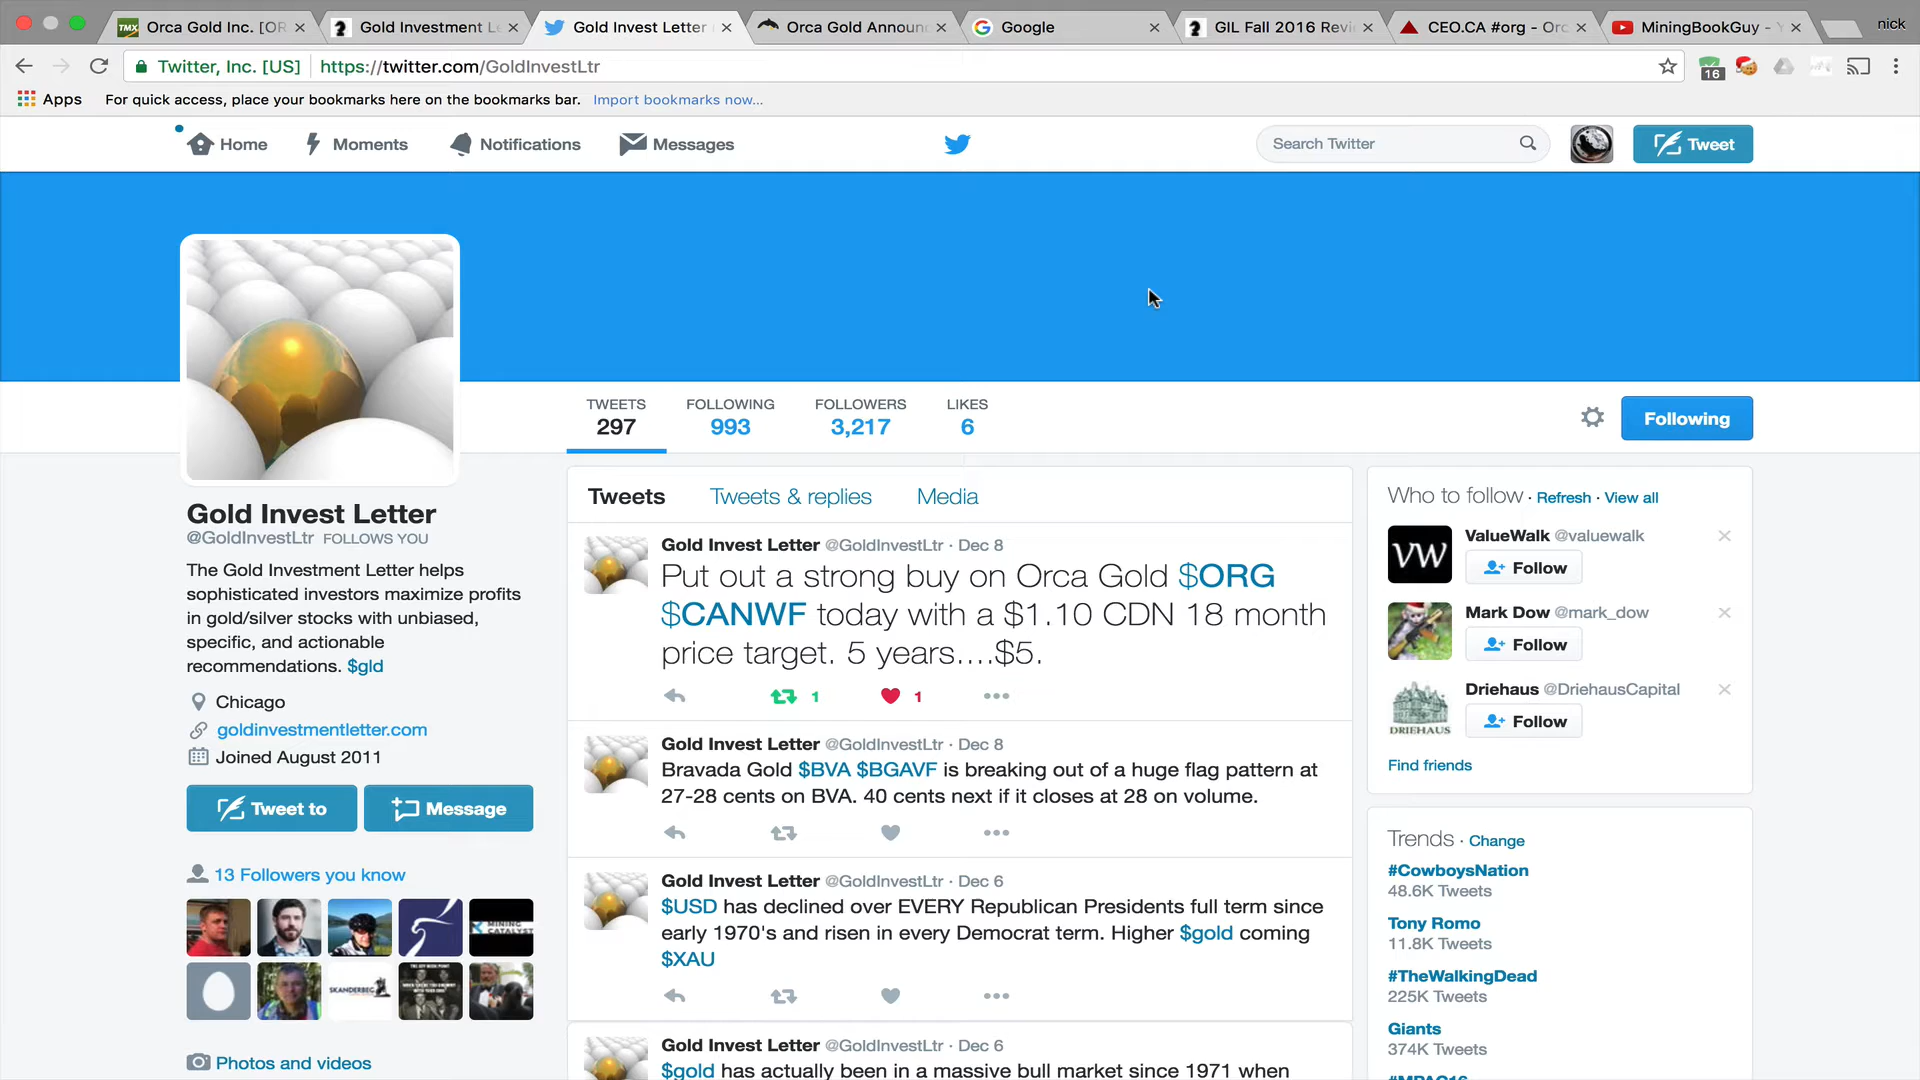 TMX Orca Gold Inc. [OR
Gold Investment Le
Gold Invest Letter
Orca Gold Announ
Google
GIL Fall 2016 Revi
CEO.CA #org - Orc
MiningBookGuy - Y
nick
Twitter, Inc. [US] https://twitter.com/GoldInvestLtr
16
Apps For quick access, place your bookmarks here on the bookmarks bar. Import bookmarks now...
Home Moments Notifications Messages Search Twitter Tweet
TWEETS FOLLOWING FOLLOWERS LIKES
297 993 3,217 6
Following
Gold Invest Letter
@GoldInvestLtr FOLLOWS YOU
The Gold Investment Letter helps
sophisticated investors maximize profits
in gold/silver stocks with unbiased,
specific, and actionable
recommendations. $gld
Chicago
goldinvestmentletter.com
Joined August 2011
Tweet to Message
13 Followers you know
MINING
CATALYST
SKANDERBEG
Photos and videos
Tweets Tweets & replies Media
Gold Invest Letter @GoldInvestLtr · Dec 8
Put out a strong buy on Orca Gold $ORG
$CANWF today with a $1.10 CDN 18 month
price target. 5 years....$5.
1 1
Gold Invest Letter @GoldInvestLtr · Dec 8
Bravada Gold $BVA $BGAVF is breaking out of a huge flag pattern at
27-28 cents on BVA. 40 cents next if it closes at 28 on volume.
Gold Invest Letter @GoldInvestLtr · Dec 6
$USD has declined over EVERY Republican Presidents full term since
early 1970's and risen in every Democrat term. Higher $gold coming
$XAU
Gold Invest Letter @GoldInvestLtr · Dec 6
$gold has actually been in a massive bull market since 1971 when
Who to follow · Refresh · View all
VW
ValueWalk @valuewalk
Follow
Mark Dow @mark_dow
Follow
DRIEHAUS
Driehaus @DriehausCapital
Follow
Find friends
Trends · Change
#CowboysNation
48.6K Tweets
Tony Romo
11.8K Tweets
#TheWalkingDead
225K Tweets
Giants
374K Tweets